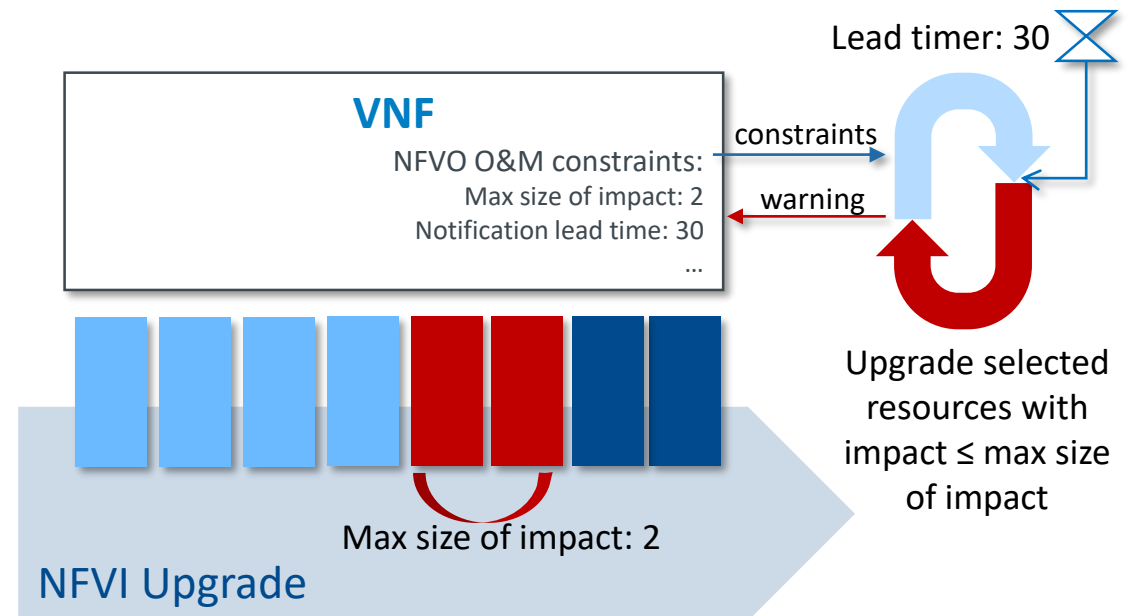 Lead timer: 30
VNF
NFVO O&M constraints:
Max size of impact: 2
Notification lead time: 30
...
constraints
warning
Upgrade selected
resources with
impact ≤ max size
of impact
Max size of impact: 2
NFVI Upgrade